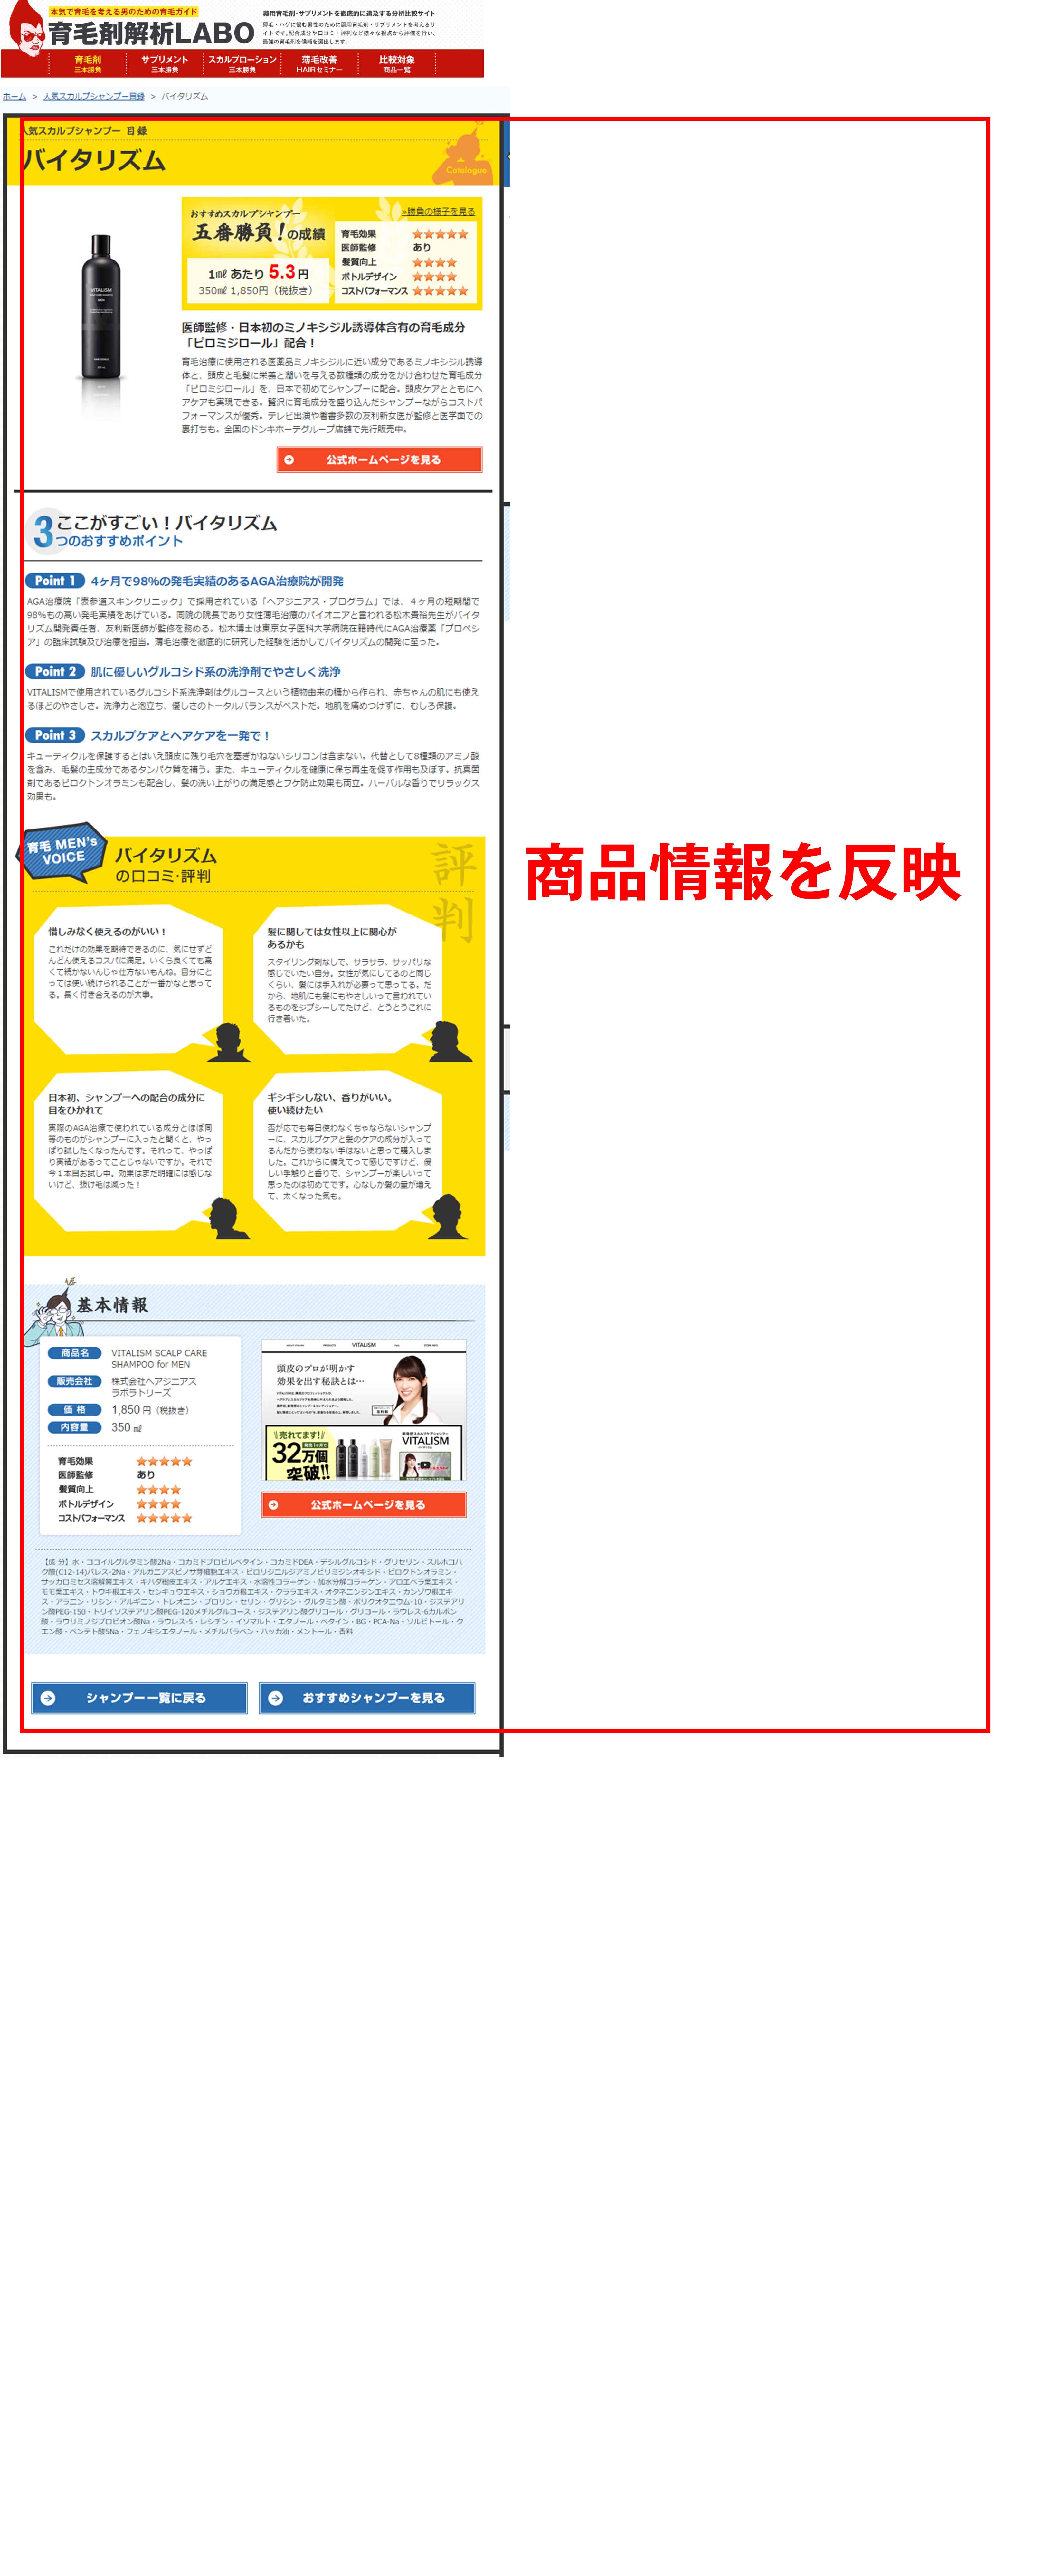 本気で育毛を考える男のための育毛ガイド
育毛剤解析LABO
薬用育毛剤・サプリメントを徹底的に追及する分析比較サイト
薄毛・ハゲに悩む男性のために薬用育毛剤・サプリメントを考えるサ
イトです。配合成分や口コミ・評判など様々な視点から評価を行い、
最強の育毛剤を候補を選出します。
育毛剤 三本勝負
サプリメント 三本勝負
スカルプローション 三本勝負
薄毛改善 HAIRセミナー
比較対象 商品一覧
ホーム > 人気スカルプシャンプー目録 > バイタリズム
人気スカルプシャンプー 目録
バイタリズム
Catalogue
おすすめスカルプシャンプー
五番勝負!の成績
>勝負の様子を見る
1㎖ あたり 5.3円
350㎖ 1,850円（税抜き）
育毛効果 ★★★★★
医師監修 あり
髪質向上 ★★★★
ボトルデザイン ★★★★
コストパフォーマンス ★★★★★
VITALISM
医師監修・日本初のミノキシジル誘導体含有の育毛成分
「ピロミジロール」配合！
育毛治療に使用される医薬品ミノキシジルに近い成分であるミノキシジル誘導
体と、頭皮と毛髪に栄養と潤いを与える数種類の成分をかけ合わせた育毛成分
「ピロミジロール」を、日本で初めてシャンプーに配合。頭皮ケアとともにヘ
アケアも実現できる。贅沢に育毛成分を盛り込んだシャンプーながらコストパ
フォーマンスが優秀。テレビ出演や著書多数の友利新女医が監修と医学面での
裏打ちも。全国のドンキホーテグループ店舗で先行販売中。
公式ホームページを見る
3 ここがすごい！バイタリズム
つのおすすめポイント
Point 1 4ヶ月で98%の発毛実績のあるAGA治療院が開発
AGA治療院「表参道スキンクリニック」で採用されている「ヘアジニアス・プログラム」では、４ヶ月の短期間で
98%もの高い発毛実績をあげている。同院の院長であり女性薄毛治療のパイオニアと言われる松木貴裕先生がバイタ
リズム開発責任者、友利新医師が監修を務める。松木博士は東京女子医科大学病院在籍時代にAGA治療薬「プロペシ
ア」の臨床試験及び治療を担当。薄毛治療を徹底的に研究した経験を活かしてバイタリズムの開発に至った。
Point 2 肌に優しいグルコシド系の洗浄剤でやさしく洗浄
VITALISMで使用されているグルコシド系洗浄剤はグルコースという植物由来の糖から作られ、赤ちゃんの肌にも使え
るほどのやさしさ。洗浄力と泡立ち、優しさのトータルバランスがベストだ。地肌を痛めつけずに、むしろ保護。
Point 3 スカルプケアとヘアケアを一発で！
キューティクルを保護するとはいえ頭皮に残り毛穴を塞ぎかねないシリコンは含まない。代替として8種類のアミノ酸
を含み、毛髪の主成分であるタンパク質を補う。また、キューティクルを健康に保ち再生を促す作用も及ぼす。抗真菌
剤であるピロクトンオラミンも配合し、髪の洗い上がりの満足感とフケ防止効果も両立。ハーバルな香りでリラックス
効果も。
育毛 MEN's
VOICE
バイタリズム
の口コミ･評判
評判
惜しみなく使えるのがいい！
これだけの効果を期待できるのに、気にせずど
んどん使えるコスパに満足。いくら良くても高
くて続かないんじゃ仕方ないもんね。自分にと
っては使い続けられることが一番かなと思って
る。長く付き合えるのが大事。
髪に関しては女性以上に関心が
あるかも
スタイリング剤なしで、サラサラ、サッパリな
感じでいたい自分。女性が気にしてるのと同じ
くらい、髪には手入れが必要って思ってる。だ
から、地肌にも髪にもやさしいって言われてい
るものをジプシーしてたけど、とうとうこれに
行き着いた。
日本初、シャンプーへの配合の成分に
目をひかれて
実際のAGA治療で使われている成分とほぼ同
等のものがシャンプーに入ったと聞くと、やっ
ぱり試したくなったんです。それって、やっぱ
り実績があるってことじゃないですか。それで
今１本目お試し中。効果はまだ明確には感じな
いけど、抜け毛は減った！
ギシギシしない、香りがいい。
使い続けたい
否が応でも毎日使わなくちゃならないシャンプ
ーに、スカルプケアと髪のケアの成分が入って
るんだから使わない手はないと思って購入しま
した。これからに備えてって感じですけど、優
しい手触りと香りで、シャンプーが楽しいって
思ったのは初めてです。心なしか髪の量が増え
て、太くなった気も。
商品情報を反映
基本情報
商品名 VITALISM SCALP CARE
SHAMPOO for MEN
販売会社 株式会社ヘアジニアス
ラボラトリーズ
価 格 1,850 円（税抜き）
内容量 350 ㎖
育毛効果 ★★★★★
医師監修 あり
髪質向上 ★★★★
ボトルデザイン ★★★★
コストパフォーマンス ★★★★★
VITALISM
頭皮のプロが明かす
効果を出す秘訣とは…
売れてます!!
32万個
突破!!
VITALISM
公式ホームページを見る
【成 分】水・ココイルグルタミン酸2Na・コカミドプロピルベタイン・コカミドDEA・デシルグルコシド・グリセリン・スルホコハ
ク酸(C12-14)パレス-2Na・アルガニアスピノサ芽細胞エキス・ピロリジニルジアミノピリミジンオキシド・ピロクトンオラミン・
サッカロミセス溶解質エキス・キハダ樹皮エキス・アルゲエキス・水溶性コラーゲン・加水分解コラーゲン・アロエベラ葉エキス・
モモ葉エキス・トウキ根エキス・センキュウエキス・ショウガ根エキス・クララエキス・オタネニンジンエキス・カンゾウ根エキ
ス・アラニン・リシン・アルギニン・トレオニン・プロリン・セリン・グリシン・グルタミン酸・ポリクオタニウム-10・ジステアリ
ン酸PEG-150・トリイソステアリン酸PEG-120メチルグルコース・ジステアリン酸グリコール・グリコール・ラウレス-6カルボン
酸・ラウリミノジプロピオン酸Na・ラウレス-5・レシチン・イソマルト・エタノール・ベタイン・BG・PCA-Na・ソルビトール・ク
エン酸・ペンテト酸5Na・フェノキシエタノール・メチルパラベン・ハッカ油・メントール・香料
シャンプー一覧に戻る
おすすめシャンプーを見る